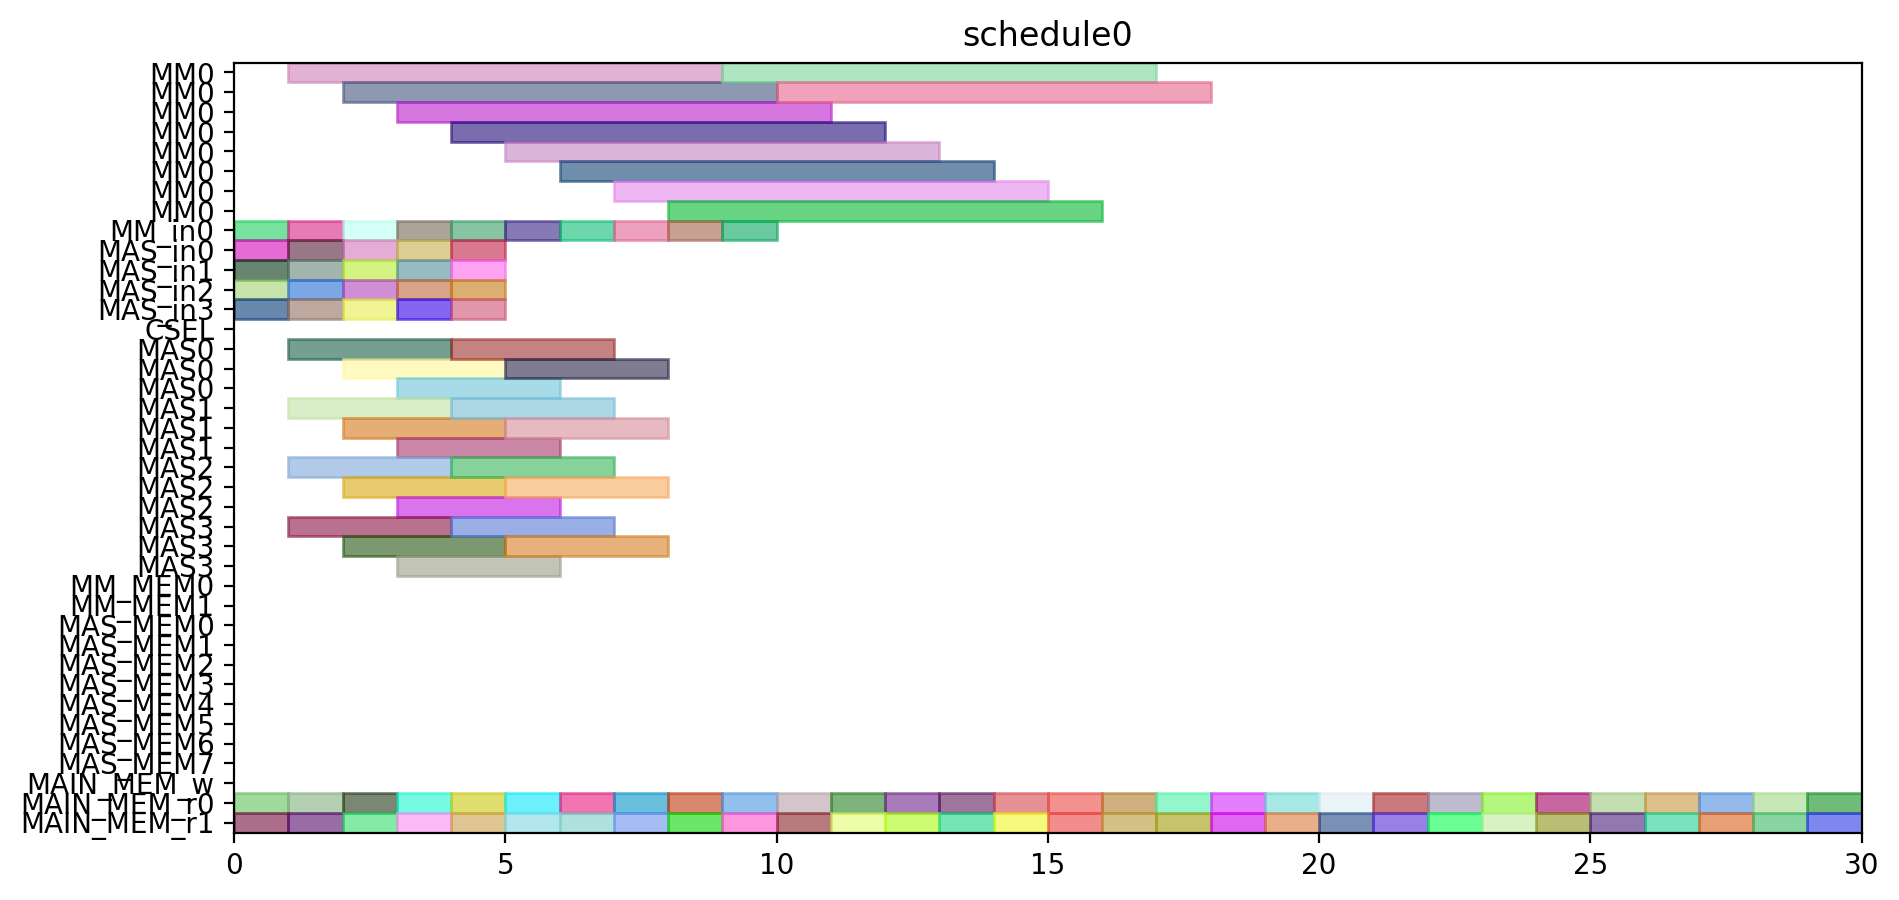 schedule0
MM0
MM0
MM0
MM0
MM0
MM0
MM0
MM0
MM_in0
MAS_in0
MAS_in1
MAS_in2
MAS_in3
CSEL
MAS0
MAS0
MAS0
MAS1
MAS1
MAS1
MAS2
MAS2
MAS2
MAS3
MAS3
MAS3
MM_MEM0
MM_MEM1
MAS_MEM0
MAS_MEM1
MAS_MEM2
MAS_MEM3
MAS_MEM4
MAS_MEM5
MAS_MEM6
MAS_MEM7
MAIN_MEM_w
MAIN_MEM_r0
MAIN_MEM_r1
0 5 10 15 20 25 30